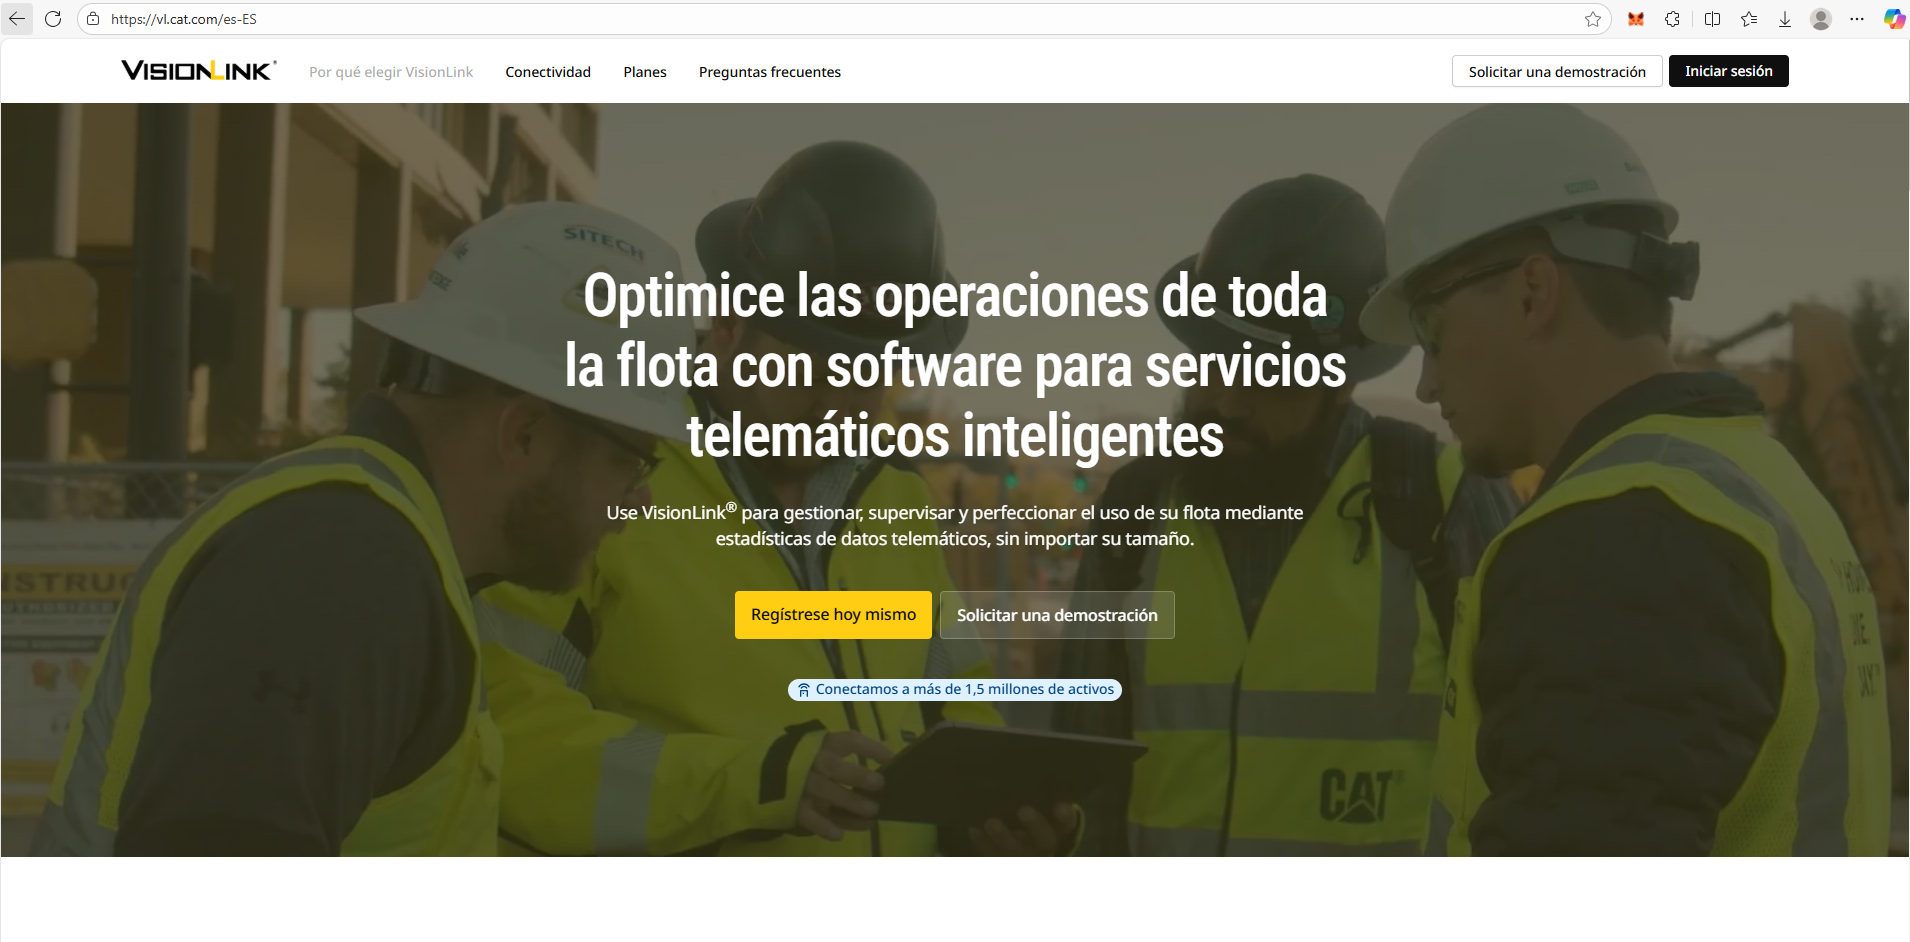 https://vl.cat.com/es-ES
VISIONLINK®
Por qué elegir VisionLink
Conectividad
Planes
Preguntas frecuentes
Solicitar una demostración
Iniciar sesión
SITECH
Optimice las operaciones de toda
la flota con software para servicios
telemáticos inteligentes
Use VisionLink® para gestionar, supervisar y perfeccionar el uso de su flota mediante
estadísticas de datos telemáticos, sin importar su tamaño.
Regístrese hoy mismo
Solicitar una demostración
Conectamos a más de 1,5 millones de activos
CAT